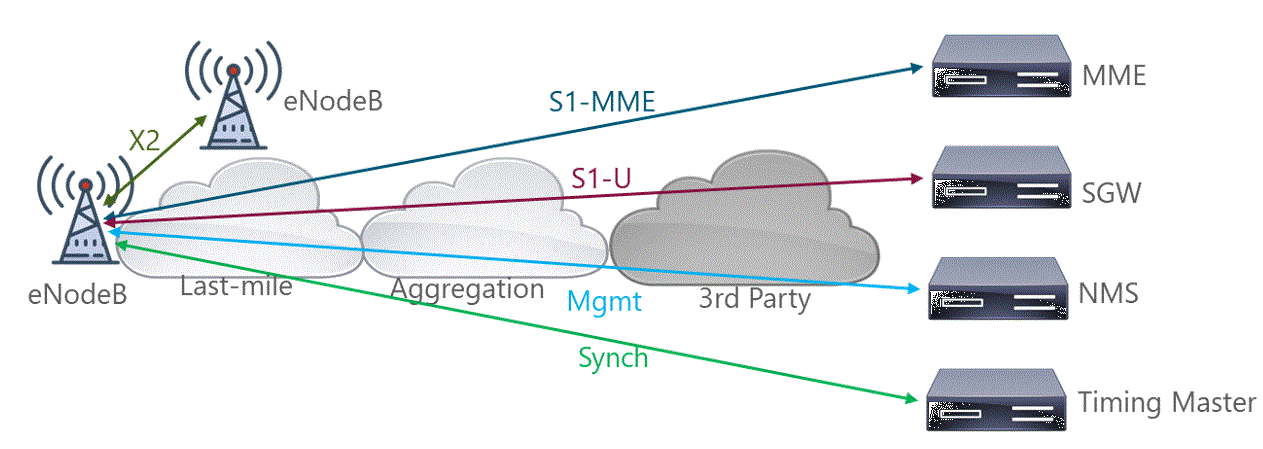 MME
S1-MME
eNodeB
X2
S1-U
SGW
eNodeB
Last-mile
Aggregation
Mgmt
3rd Party
NMS
Synch
Timing Master